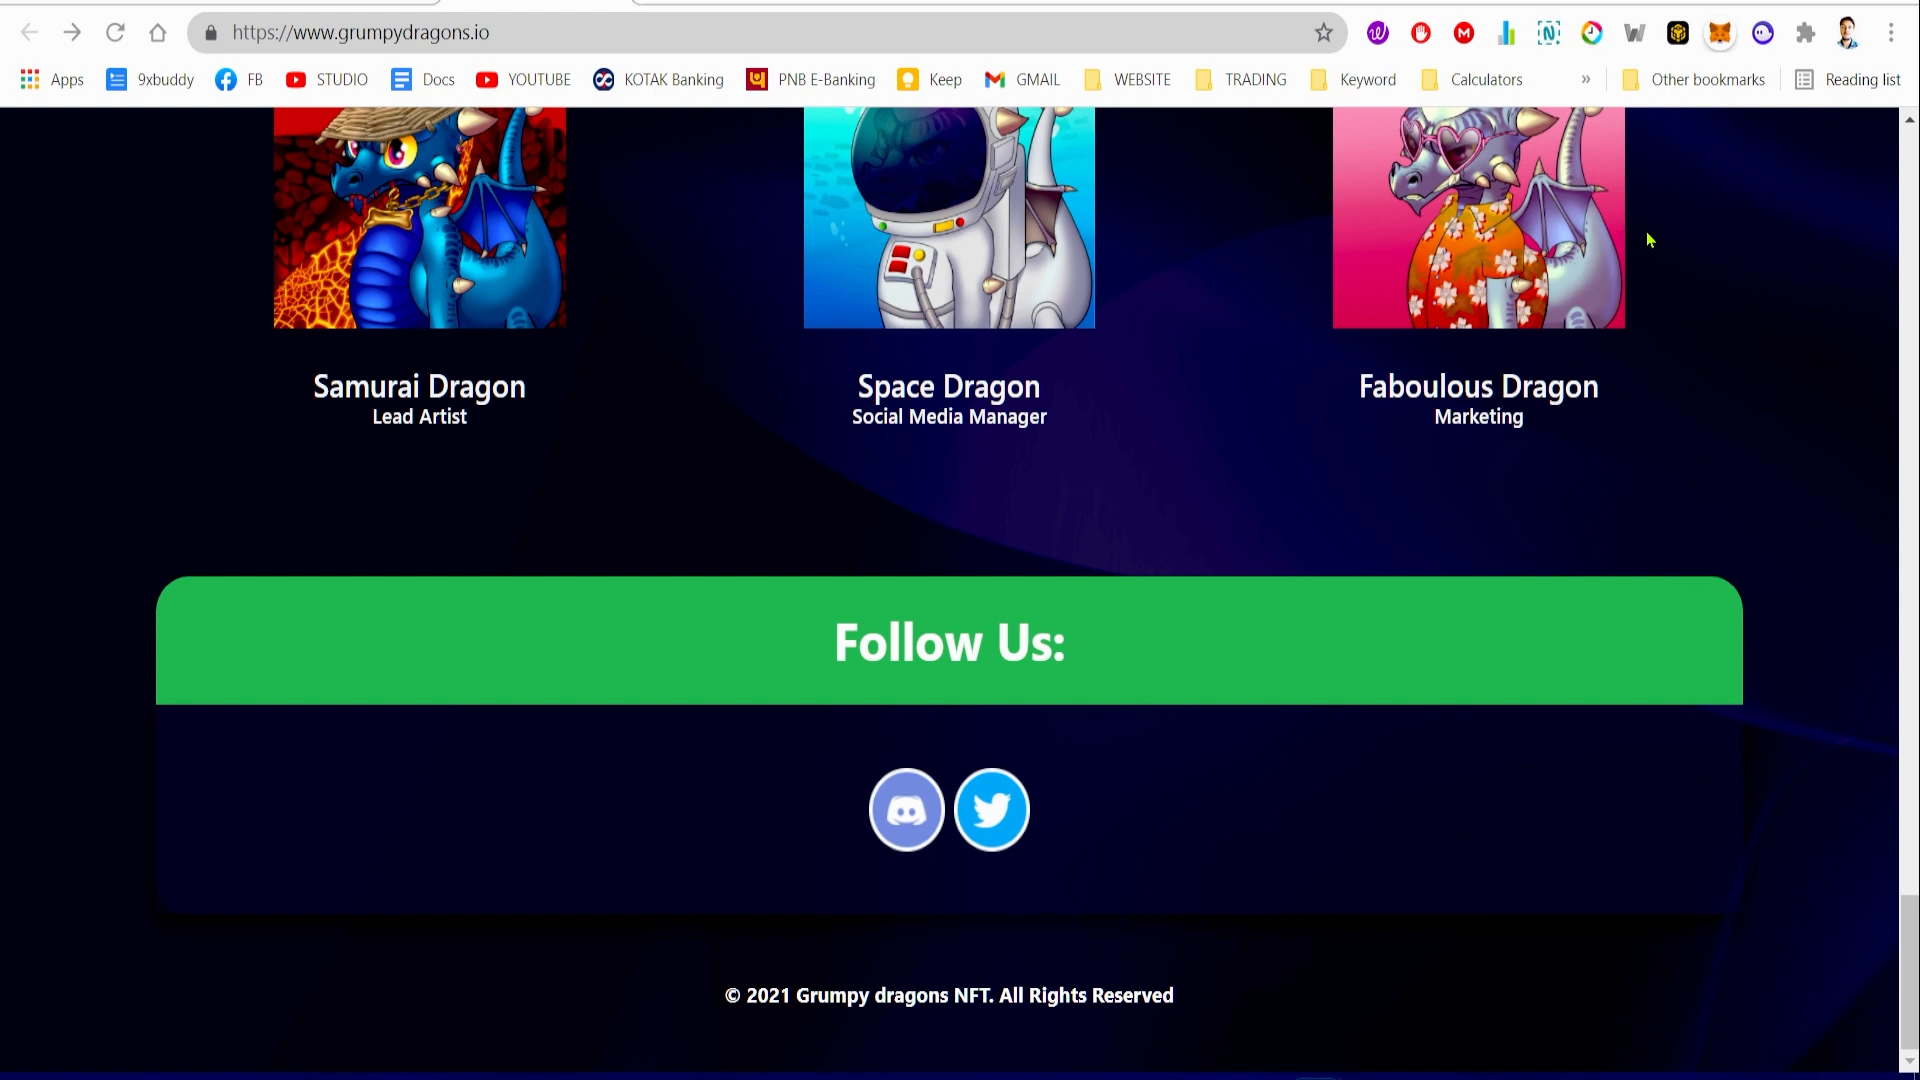 https://www.grumpydragons.io
Apps 9xbuddy FB STUDIO Docs YOUTUBE KOTAK Banking PNB E-Banking Keep GMAIL WEBSITE TRADING Keyword Calculators » Other bookmarks Reading list
Samurai Dragon
Lead Artist
Space Dragon
Social Media Manager
Faboulous Dragon
Marketing
Follow Us:
© 2021 Grumpy dragons NFT. All Rights Reserved